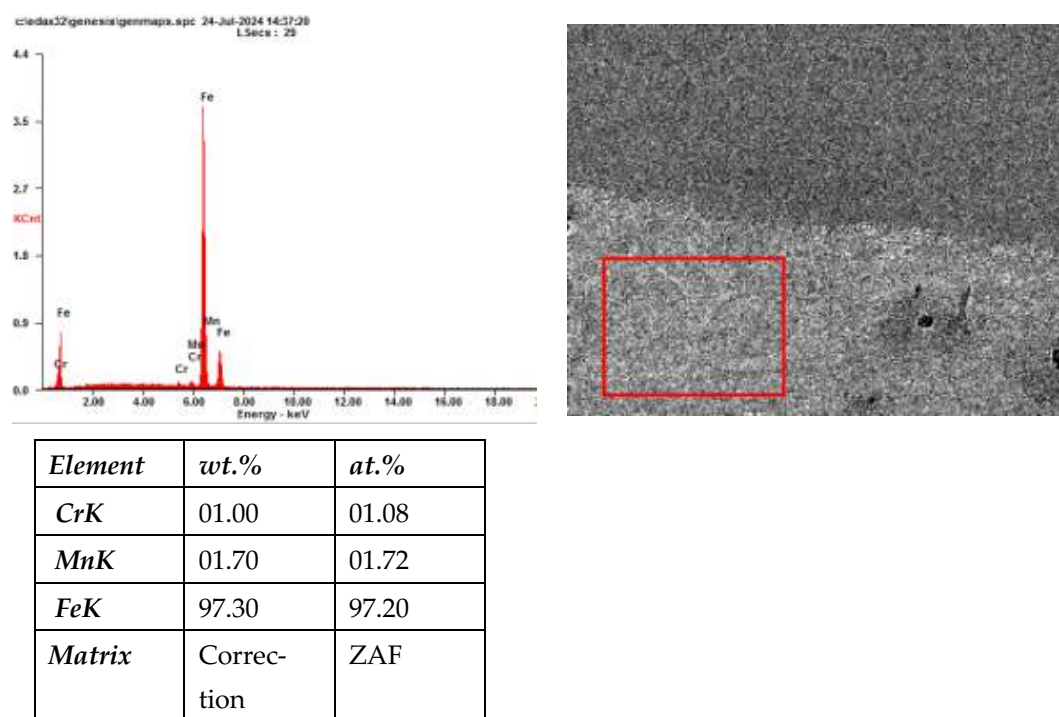 c:\edax32\genesis\genmaps.spc 24-Jul-2024 14:37:20
LSecs : 29
4.4
3.5
2.7
KCnt
1.8
0.9
0.0
Fe
Cr
Fe
Mn
Fe
Mn
Cr
Cr
2.00 4.00 6.00 8.00 10.00 12.00 14.00 16.00 18.00
Energy - keV
Element wt.% at.%
CrK 01.00 01.08
MnK 01.70 01.72
FeK 97.30 97.20
Matrix Correc- ZAF
tion